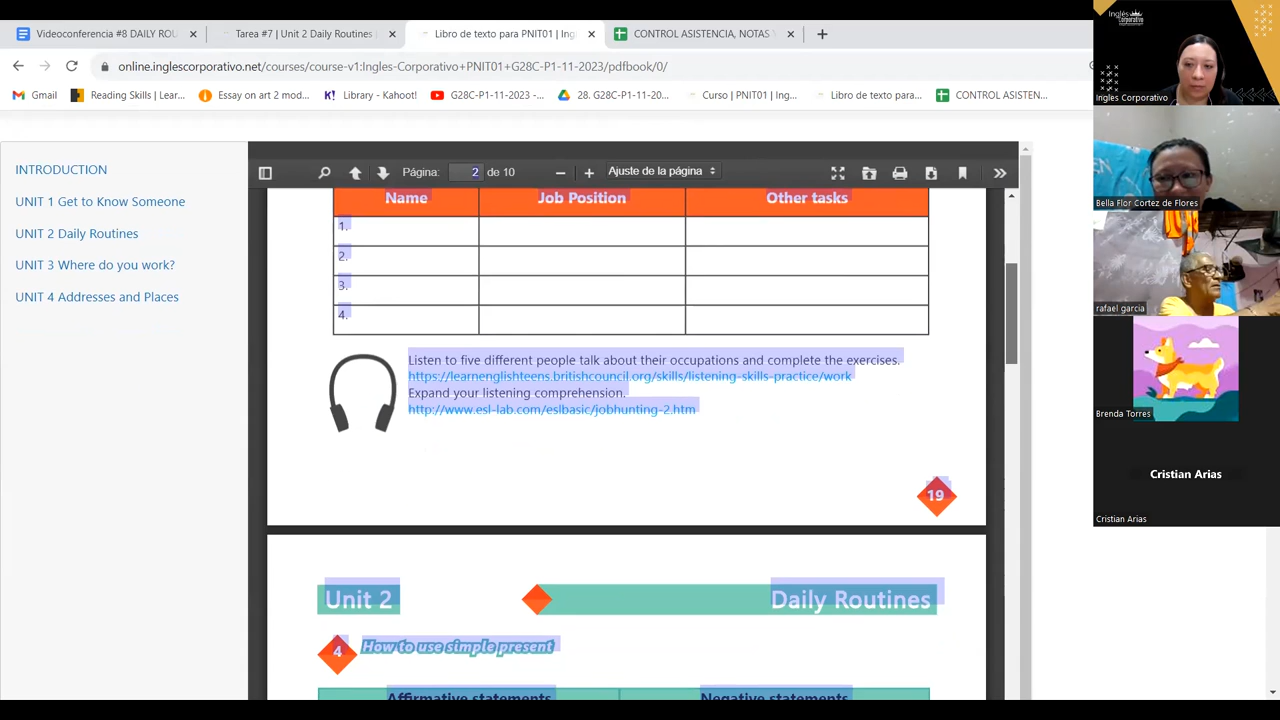 Videoconferencia #8 DAILY ROU
Tarea #7 | Unit 2 Daily Routines
Libro de texto para PNIT01 | Ing
CONTROL ASISTENCIA, NOTAS
online.inglescorporativo.net/courses/course-v1:Ingles-Corporativo+PNIT01+G28C-P1-11-2023/pdfbook/0/
Gmail
Reading Skills | Lear...
Essay on art 2 mod...
Library - Kahoo
G28C-P1-11-2023 -...
28. G28C-P1-11-20...
Curso | PNIT01 | Ing...
Libro de texto para...
CONTROL ASISTEN...
INTRODUCTION
UNIT 1 Get to Know Someone
UNIT 2 Daily Routines
UNIT 3 Where do you work?
UNIT 4 Addresses and Places
Página: 2 de 10
Ajuste de la página
Name Job Position Other tasks
1.
2.
3.
4.
Listen to five different people talk about their occupations and complete the exercises.
https://learnenglishteens.britishcouncil.org/skills/listening-skills-practice/work
Expand your listening comprehension.
http://www.esl-lab.com/eslbasic/jobhunting-2.htm
19
Unit 2 Daily Routines
4 How to use simple present
Affirmative statements Negative statements
Inglés
Corporativo
Ingles Corporativo
Bella Flor Cortez de Flores
rafael garcia
Brenda Torres
Cristian Arias
Cristian Arias